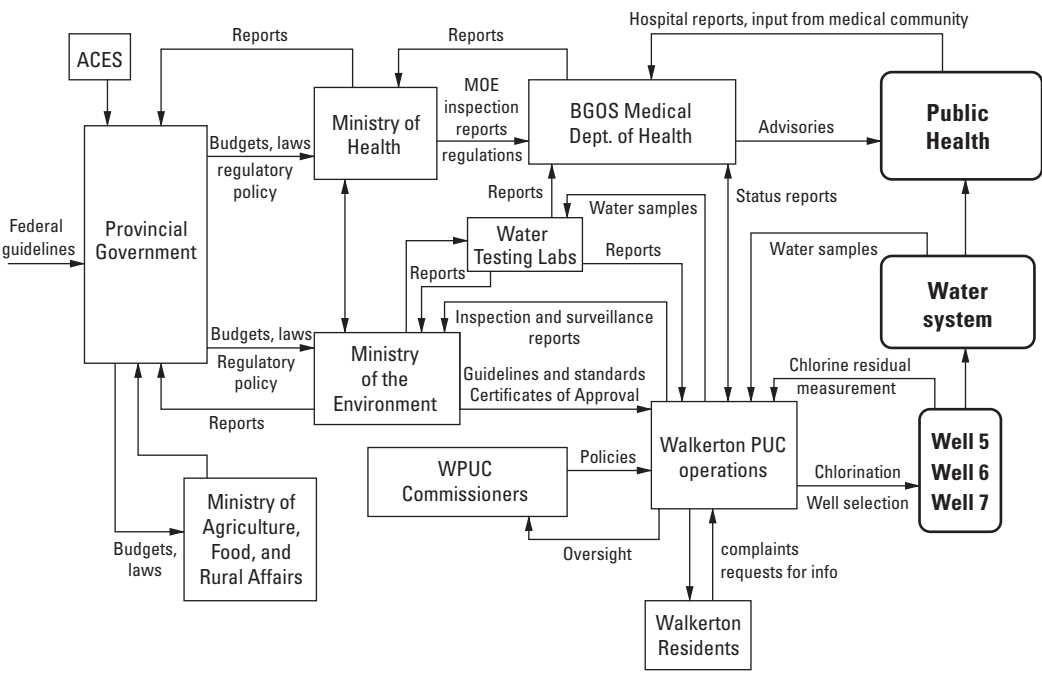 Hospital reports, input from medical community
Reports
Reports
ACES
MOE
inspection
reports
regulations
Ministry of
Health
BGOS Medical
Dept. of Health
Advisories
Public
Health
Budgets, laws
regulatory
policy
Reports
Water samples
Status reports
Federal
guidelines
Provincial
Government
Water
Testing Labs
Reports
Reports
Water samples
Water
system
Budgets, laws
Regulatory
policy
Ministry
of the
Environment
Inspection and surveillance
reports
Guidelines and standards
Certificates of Approval
Chlorine residual
measurement
Reports
WPUC
Commissioners
Policies
Walkerton PUC
operations
Chlorination
Well selection
Well 5
Well 6
Well 7
Ministry of
Agriculture,
Food, and
Rural Affairs
Budgets,
laws
Oversight
complaints
requests for info
Walkerton
Residents